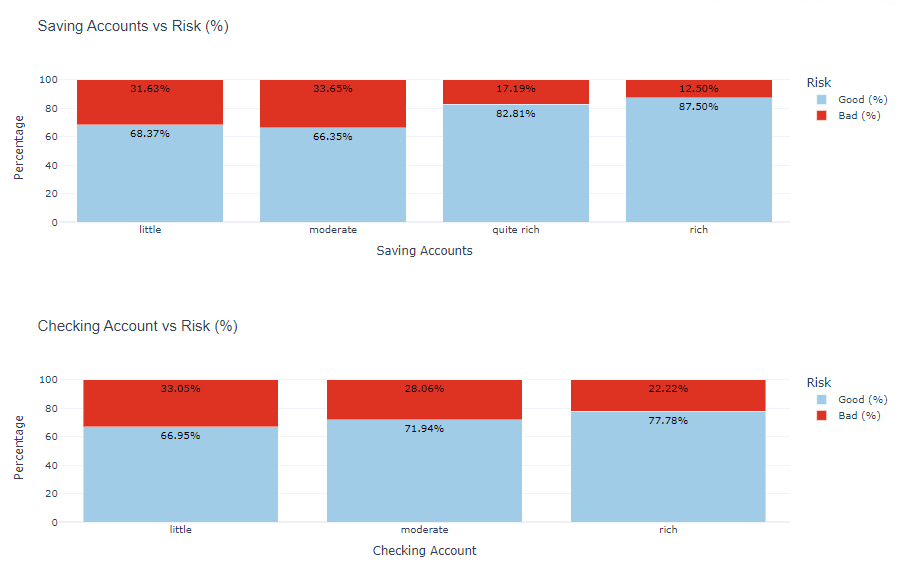 Saving Accounts vs Risk (%)
Risk
Good (%)
Bad (%)
Percentage
100
80
60
40
20
0
31.63%
33.65%
17.19%
12.50%
68.37%
66.35%
82.81%
87.50%
little
moderate
quite rich
rich
Saving Accounts
Checking Account vs Risk (%)
Risk
Good (%)
Bad (%)
Percentage
100
80
60
40
20
0
33.05%
28.06%
22.22%
66.95%
71.94%
77.78%
little
moderate
rich
Checking Account